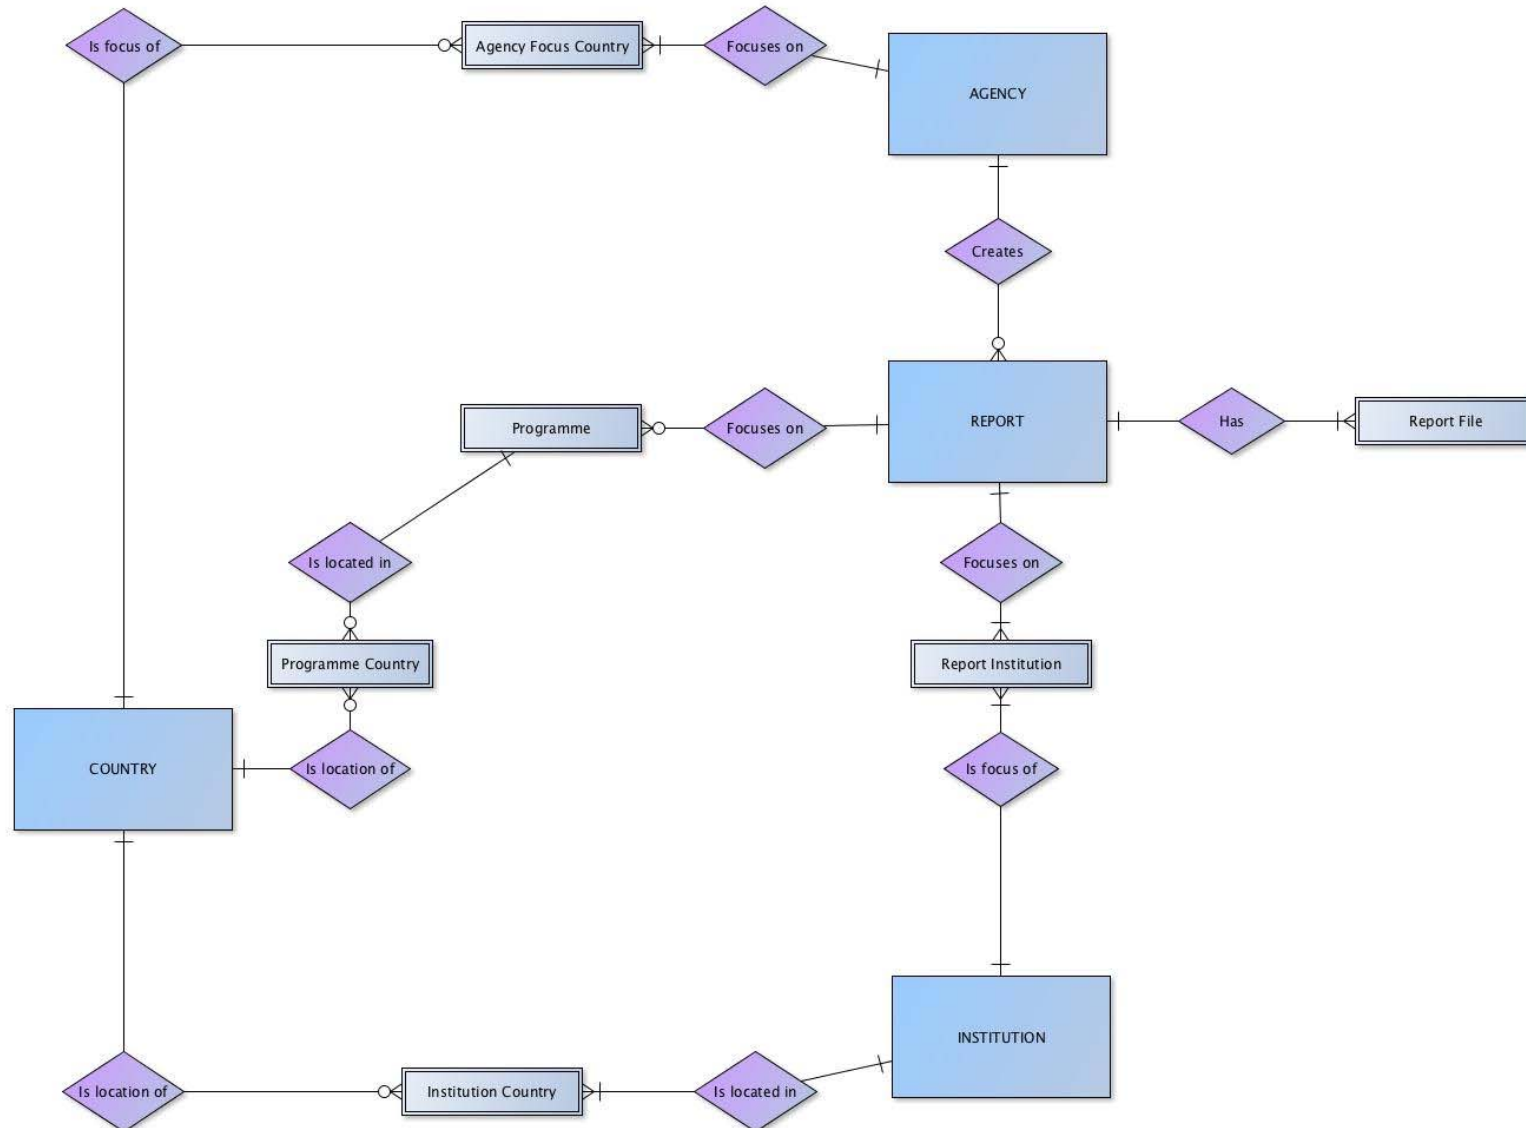 Is focus of
Agency Focus Country
Focuses on
AGENCY
Creates
Programme
Focuses on
REPORT
Has
Report File
Is located in
Focuses on
Programme Country
Report Institution
COUNTRY
Is location of
Is focus of
INSTITUTION
Is location of
Institution Country
Is located in